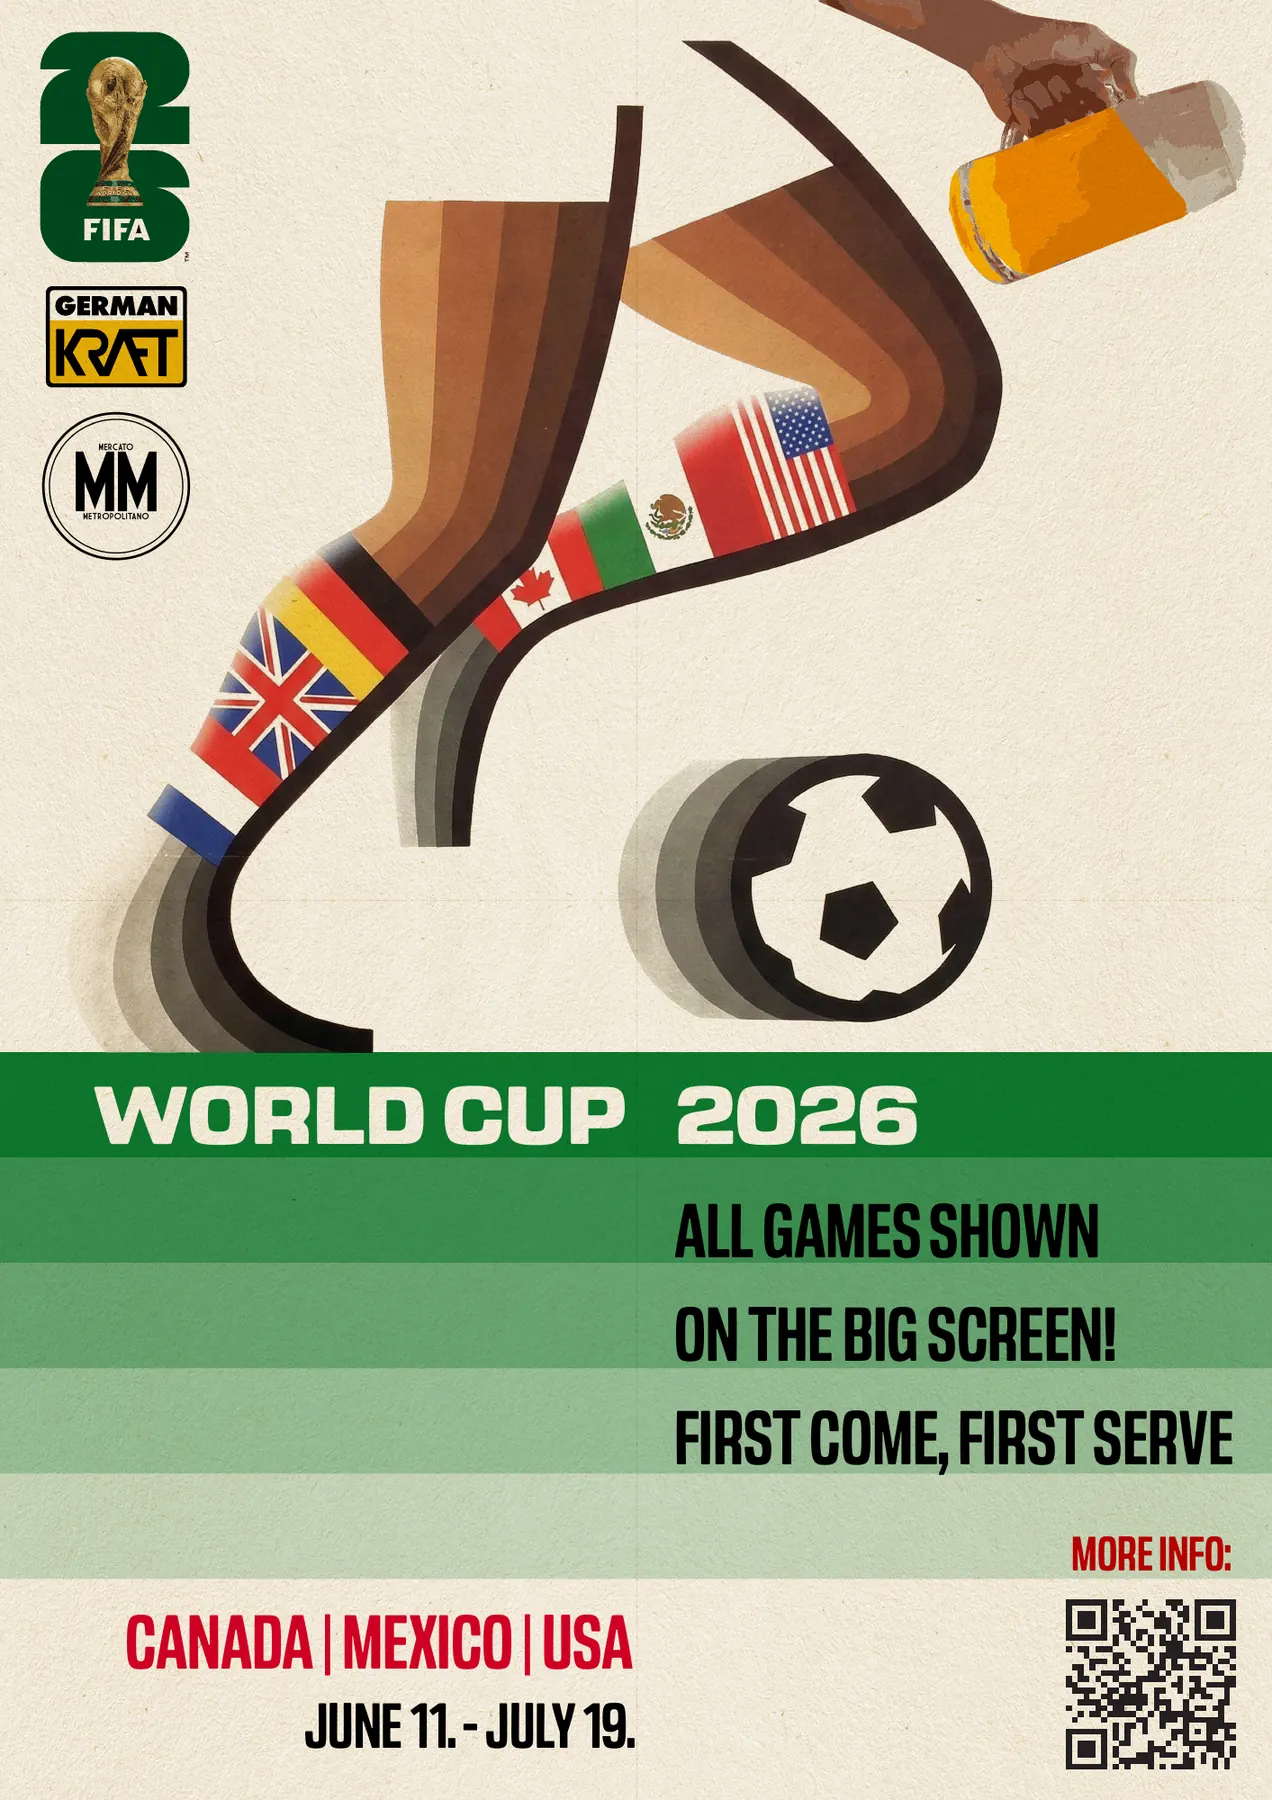 FIFA
TM
GERMAN
KRAFT
MERCATO
MM
METROPOLITANO
WORLD CUP 2026
ALL GAMES SHOWN
ON THE BIG SCREEN!
FIRST COME, FIRST SERVE
MORE INFO:
CANADA | MEXICO | USA
JUNE 11. - JULY 19.